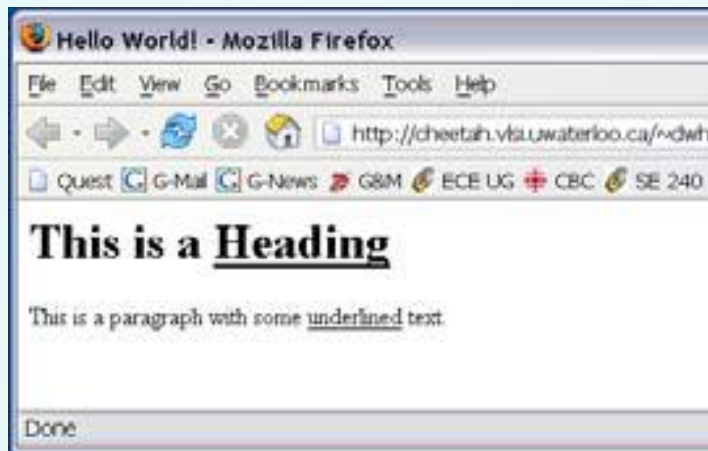 Hello World! - Mozilla Firefox
File Edit View Go Bookmarks Tools Help
http://cheetah.vlsi.uwaterloo.ca/~dwh
Quest G-Mail G-News G&M ECE UG CBC SE 240
This is a Heading
This is a paragraph with some underlined text.
Done